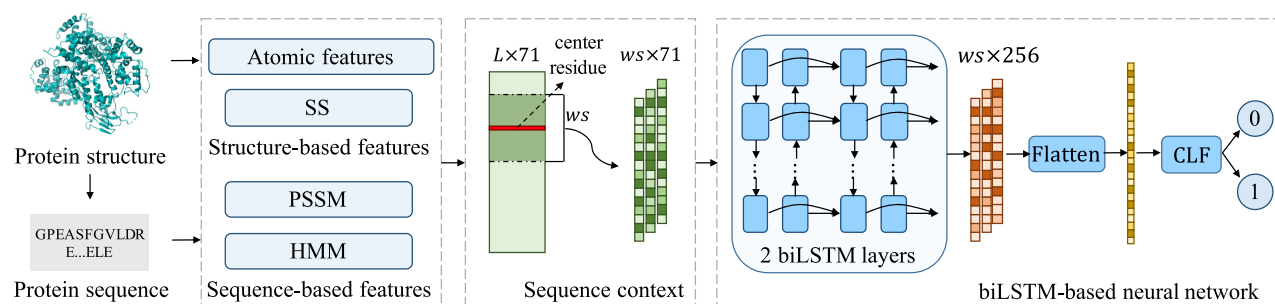 Protein structure
GPEASFGVLDR
E...ELE
Protein sequence
Atomic features
SS
Structure-based features
PSSM
HMM
Sequence-based features
L×71
center
residue
ws
ws×71
Sequence context
2 biLSTM layers
ws×256
Flatten
CLF
0
1
biLSTM-based neural network